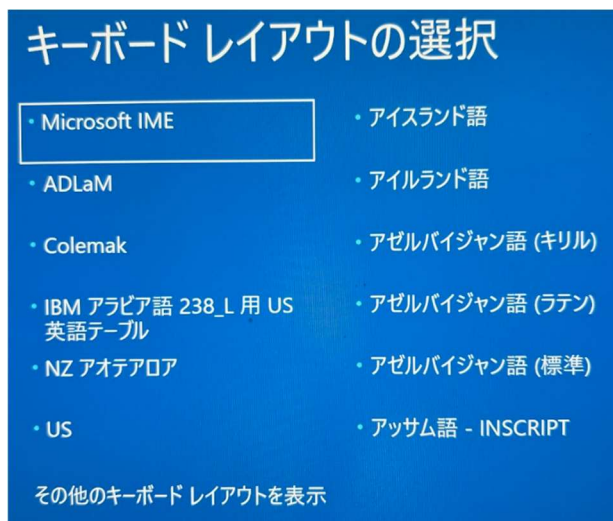 キーボード レイアウトの選択
Microsoft IME
ADLaM
Colemak
IBM アラビア語 238_L 用 US
英語テーブル
NZ アオテアロア
US
アイスランド語
アイルランド語
アゼルバイジャン語 (キリル)
アゼルバイジャン語 (ラテン)
アゼルバイジャン語 (標準)
アッサム語 - INSCRIPT
その他のキーボード レイアウトを表示